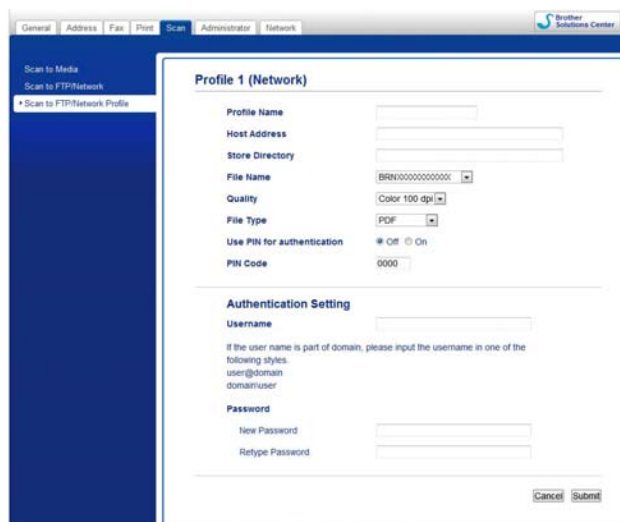 General Address Fax Print Scan Administrator Network
Brother
Solutions Center
Scan to Media
Scan to FTP/Network
Scan to FTP/Network Profile
Profile 1 (Network)
Profile Name
Host Address
Store Directory
File Name BRNXXXXXXXXXXXX
Quality Color 100 dpi
File Type PDF
Use PIN for authentication Off On
PIN Code 0000
Authentication Setting
Username
If the user name is part of domain, please input the username in one of the
following styles.
user@domain
domain\user
Password
New Password
Retype Password
Cancel Submit